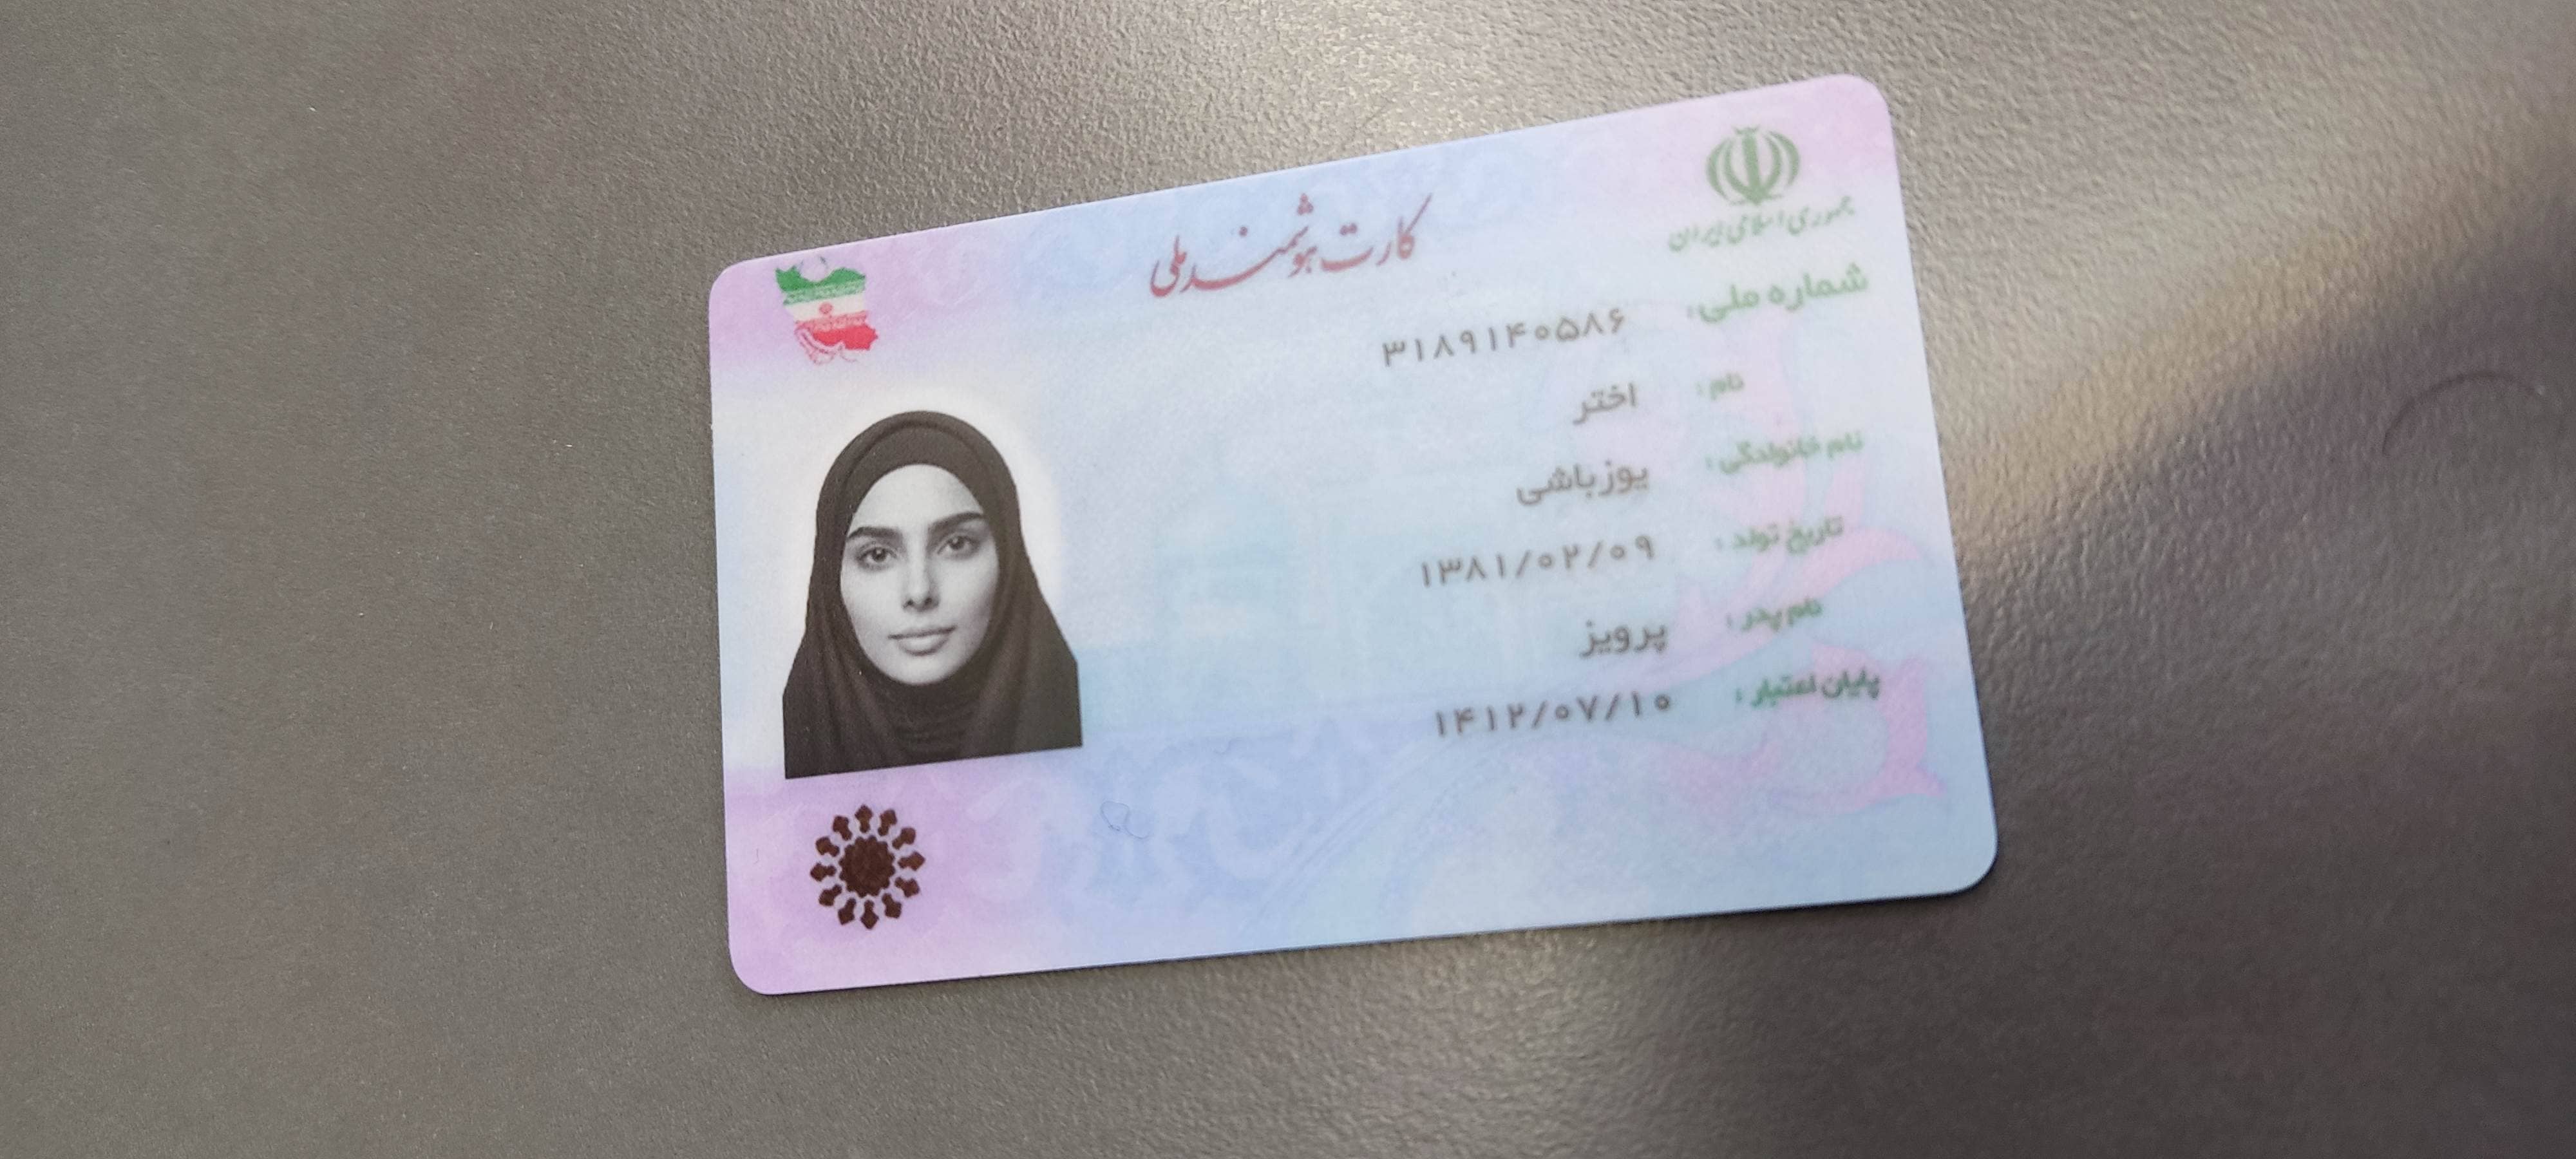 جمهوری اسلامی ایران
کارت هوشمند ملی
شماره ملی: ۳۱۸۹۱۴۰۵۸۶
نام: اختر
نام خانوادگی: یوزباشی
تاریخ تولد: ۱۳۸۱/۰۲/۰۹
نام پدر: پرویز
پایان اعتبار: ۱۴۱۲/۰۷/۱۰